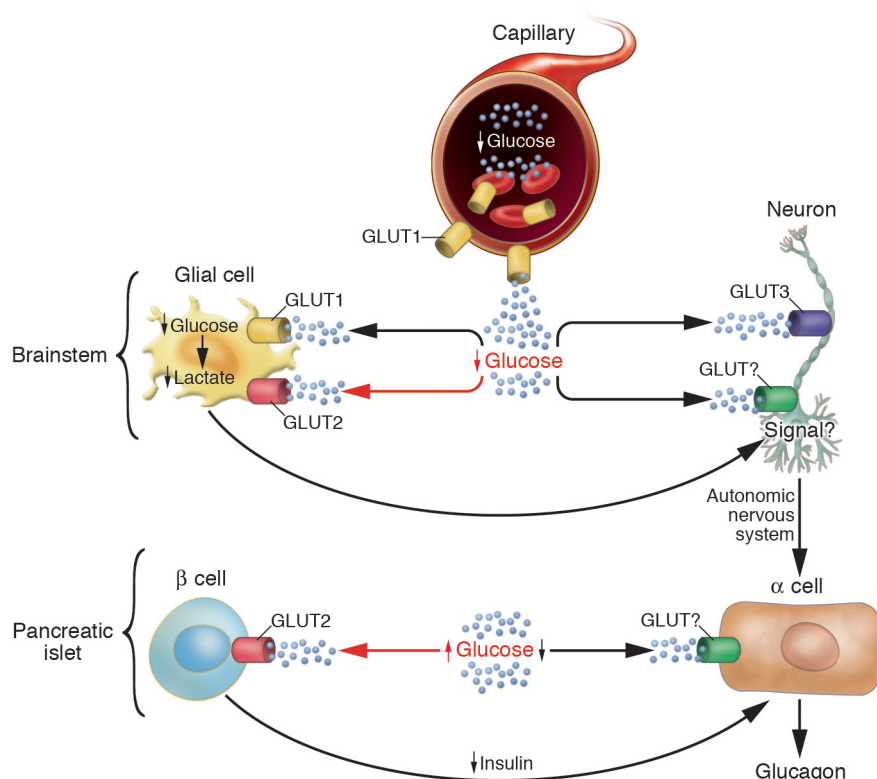 Capillary
↓ Glucose
GLUT1
Neuron
Glial cell
GLUT1
GLUT3
↓ Glucose
Brainstem
↓ Glucose
↓ Lactate
GLUT?
GLUT2
Signal?
Autonomic
nervous
system
β cell
α cell
GLUT2
GLUT?
Pancreatic
islet
↑ Glucose ↓
↓ Insulin
Glucagon